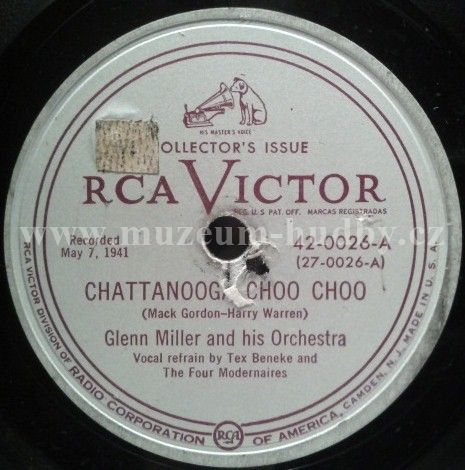 HIS MASTER'S VOICE
OLLECTOR'S ISSUE
RCA VICTOR
REG. U.S. PAT. OFF. MARCAS REGISTRADAS
www.muzeum-hudby.cz
Recorded
May 7, 1941
42-0026-A
(27-0026-A)
CHATTANOOGA CHOO CHOO
(Mack Gordon-Harry Warren)
Glenn Miller and his Orchestra
Vocal refrain by Tex Beneke and
The Four Modernaires
RCA VICTOR DIVISION OF RADIO CORPORATION OF AMERICA, CAMDEN, N. J. MADE IN U. S. A.
RCA